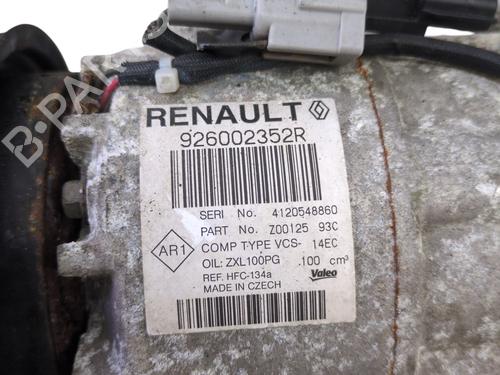 RENAULT
926002352R
SERI No. 4120548860
PART No. Z00125 93C
AR1
COMP TYPE VCS- 14EC
OIL: ZXL100PG .100 cm³
REF. HFC-134a
Valeo
MADE IN CZECH
B-PARTS